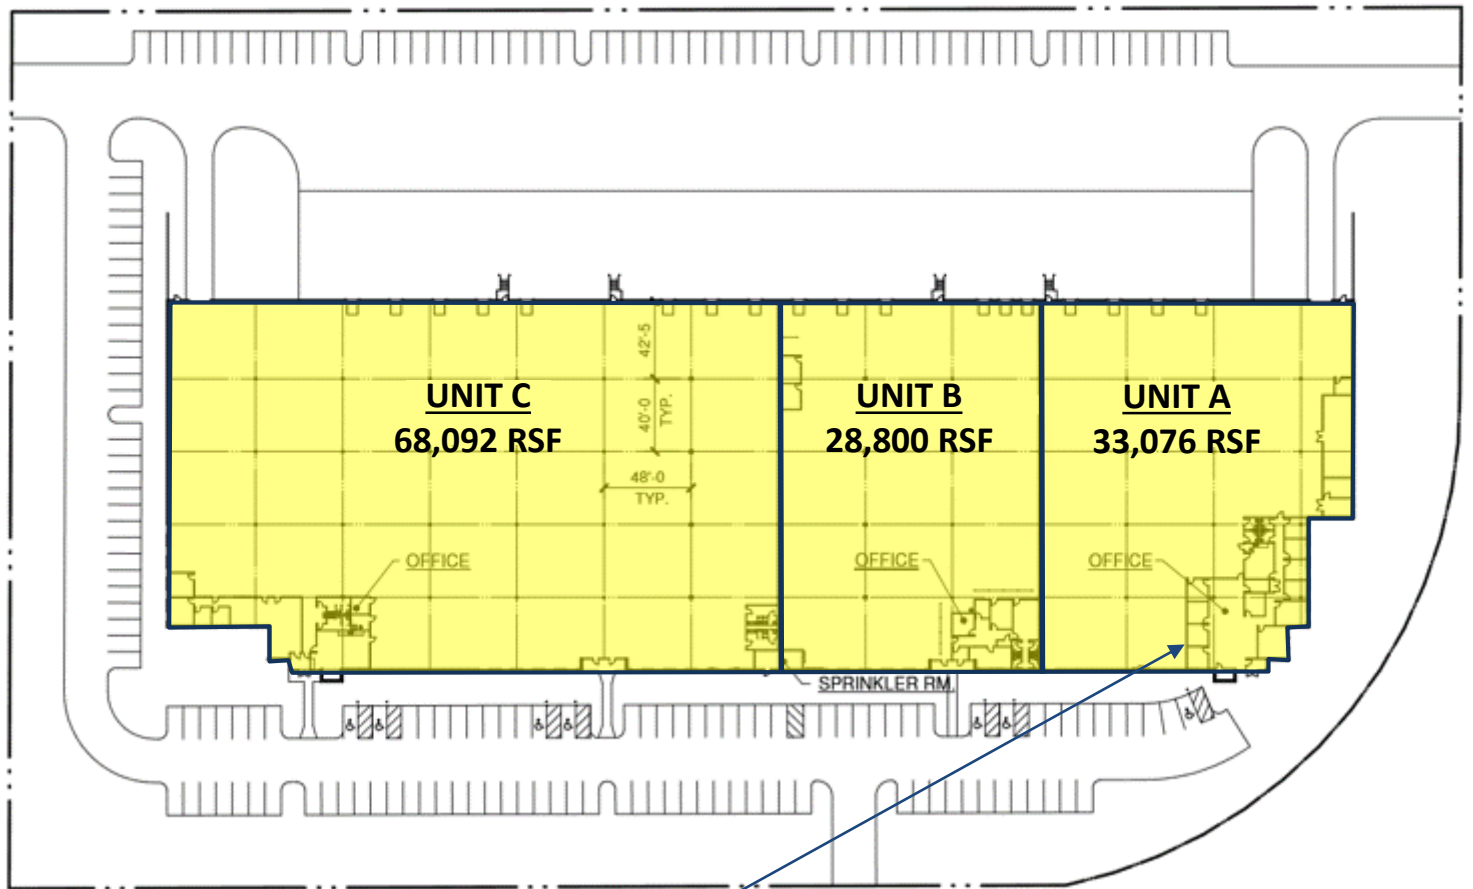 42'-5
UNIT C
68,092 RSF
40'-0
TYP.
48'-0
TYP.
UNIT B
28,800 RSF
UNIT A
33,076 RSF
OFFICE
OFFICE
OFFICE
SPRINKLER RM.